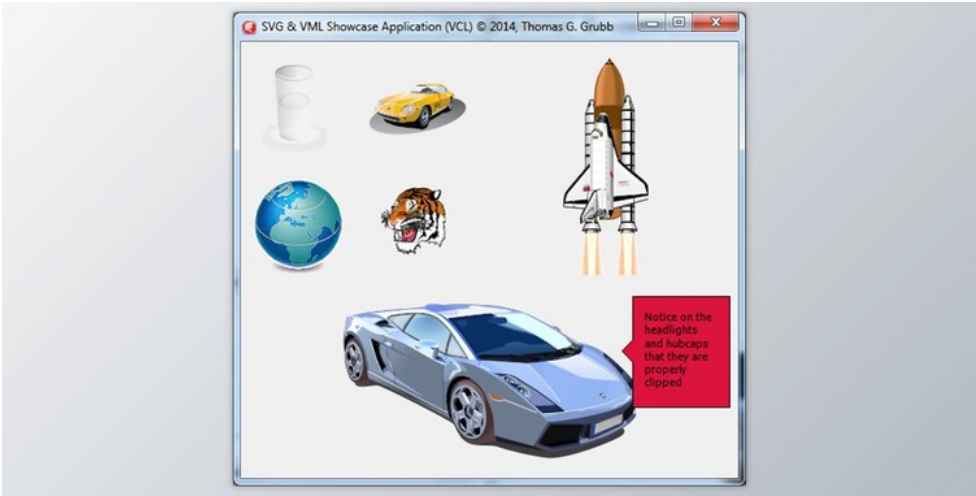 SVG & VML Showcase Application (VCL) © 2014, Thomas G. Grubb
Notice on the
headlights
and hubcaps
that they are
properly
clipped